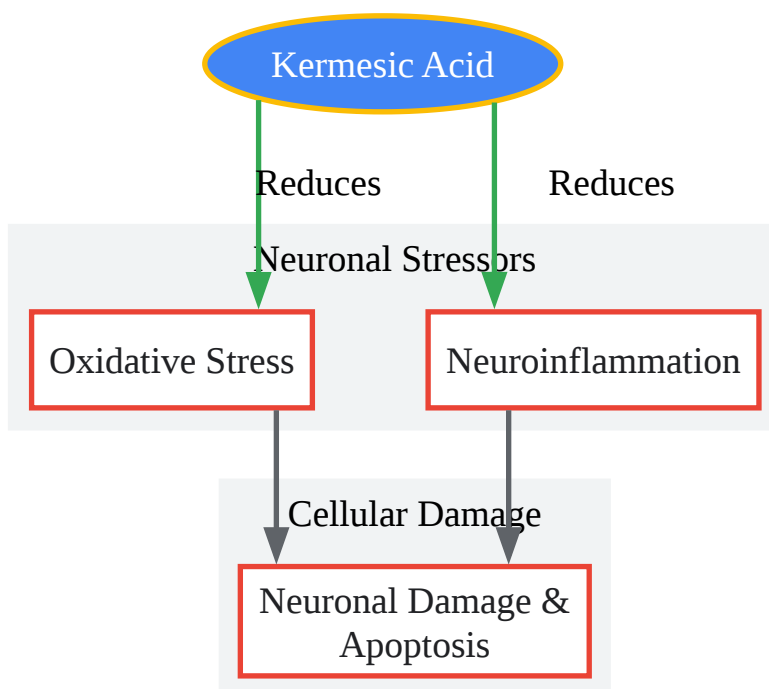 Kermesic Acid
Reduces
Reduces
Neuronal Stressors
Oxidative Stress
Neuroinflammation
Cellular Damage
Neuronal Damage &
Apoptosis